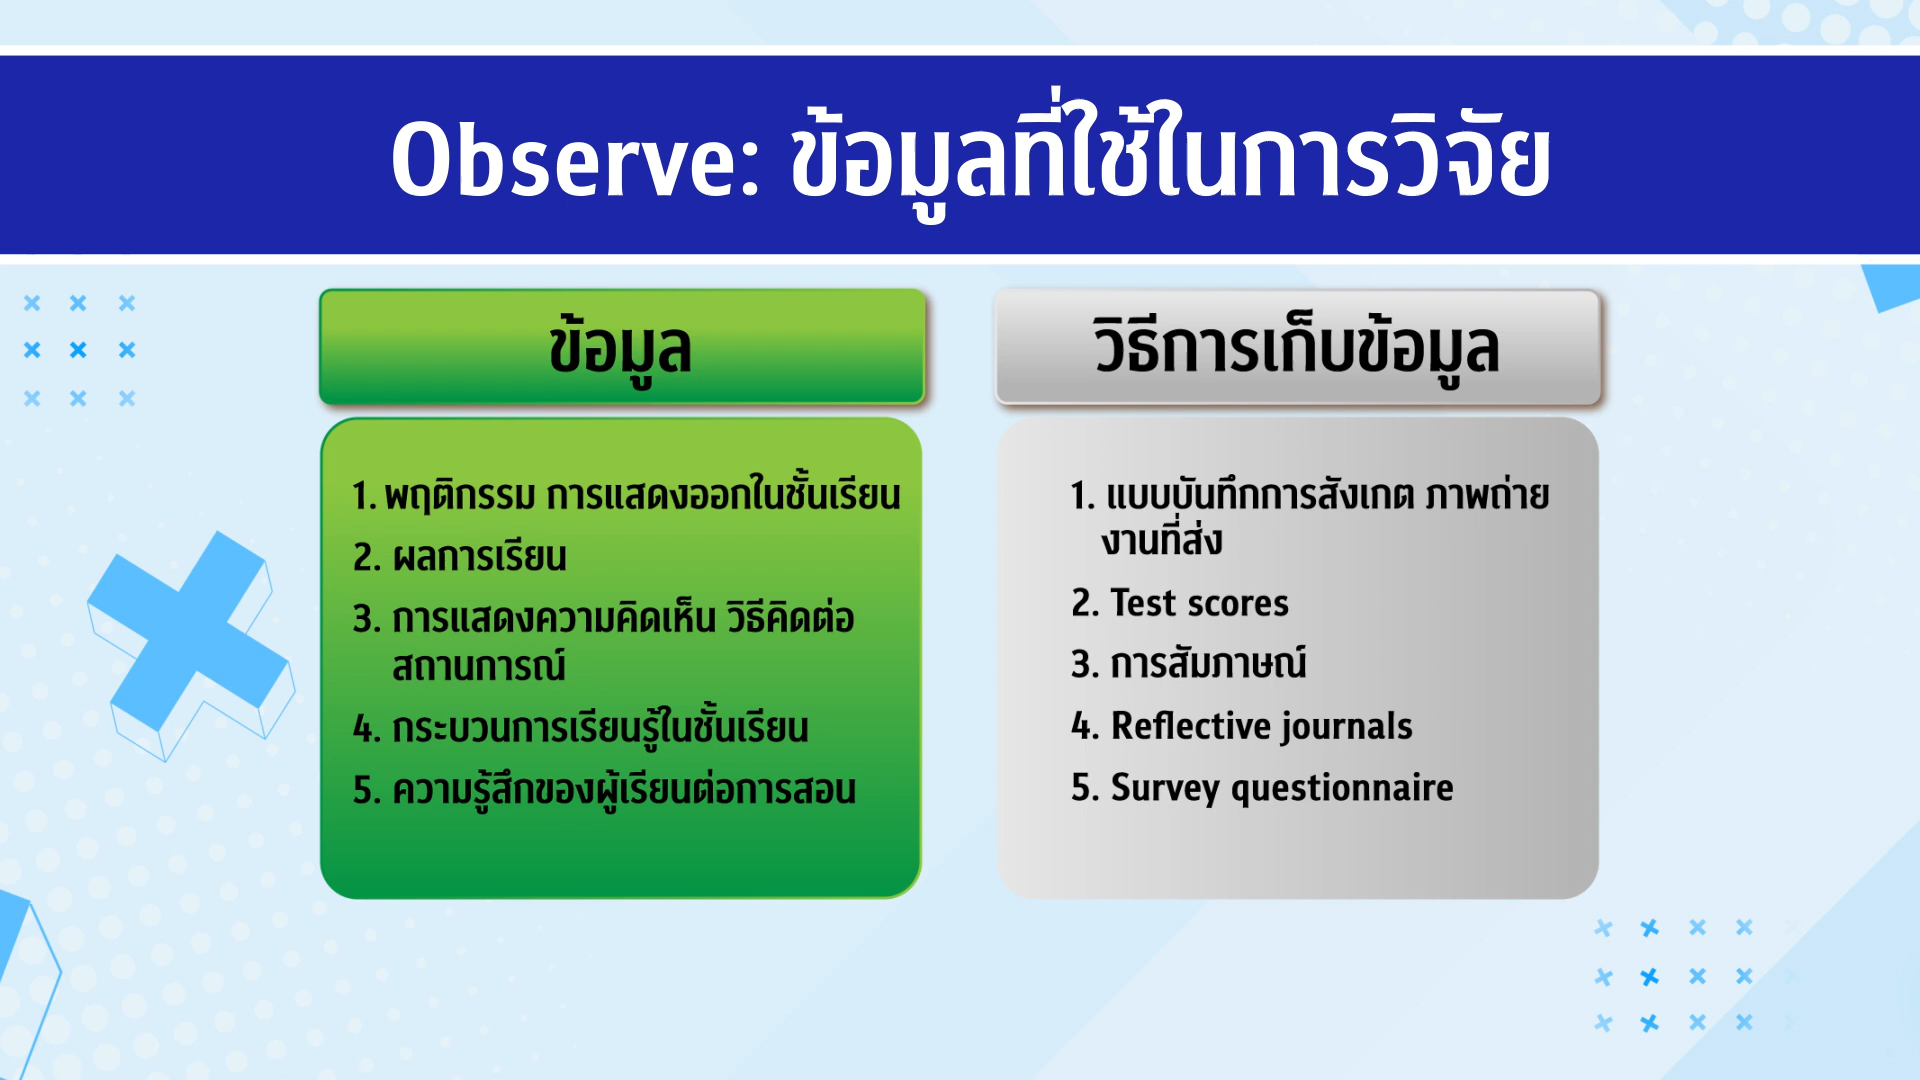 Observe: ข้อมูลที่ใช้ในการวิจัย
ข้อมูล
1. พฤติกรรม การแสดงออกในชั้นเรียน
2. ผลการเรียน
3. การแสดงความคิดเห็น วิธีคิดต่อ
สถานการณ์
4. กระบวนการเรียนรู้ในชั้นเรียน
5. ความรู้สึกของผู้เรียนต่อการสอน
วิธีการเก็บข้อมูล
1. แบบบันทึกการสังเกต ภาพถ่าย
งานที่ส่ง
2. Test scores
3. การสัมภาษณ์
4. Reflective journals
5. Survey questionnaire